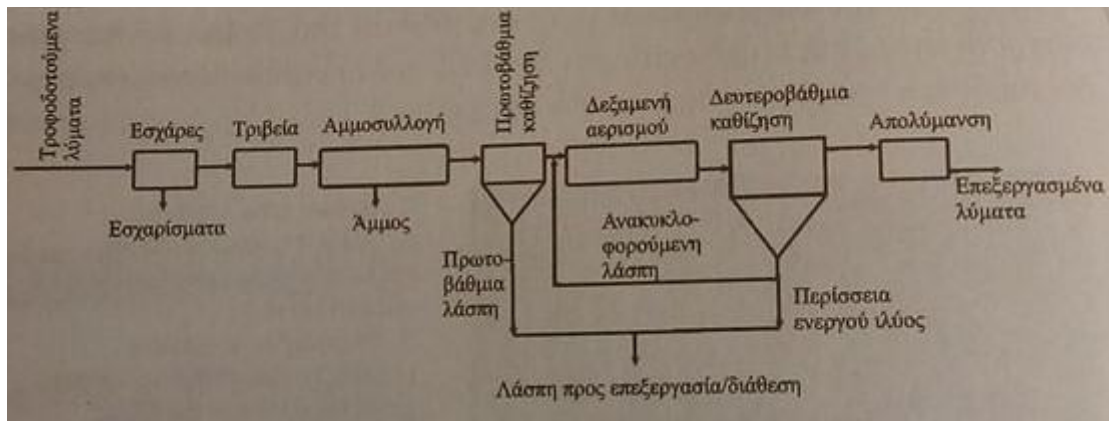 Τροφοδοτούμενα
λύματα
Εσχάρες
Τριβεία
Αμμοσυλλογή
Πρωτοβάθμια
καθίζηση
Δεξαμενή
αερισμού
Δευτεροβάθμια
καθίζηση
Απολύμανση
Εσχαρίσματα
Άμμος
Πρωτο-
βάθμια
λάσπη
Ανακυκλο-
φορούμενη
λάσπη
Περίσσεια
ενεργού ιλύος
Επεξεργασμένα
λύματα
Λάσπη προς επεξεργασία/διάθεση